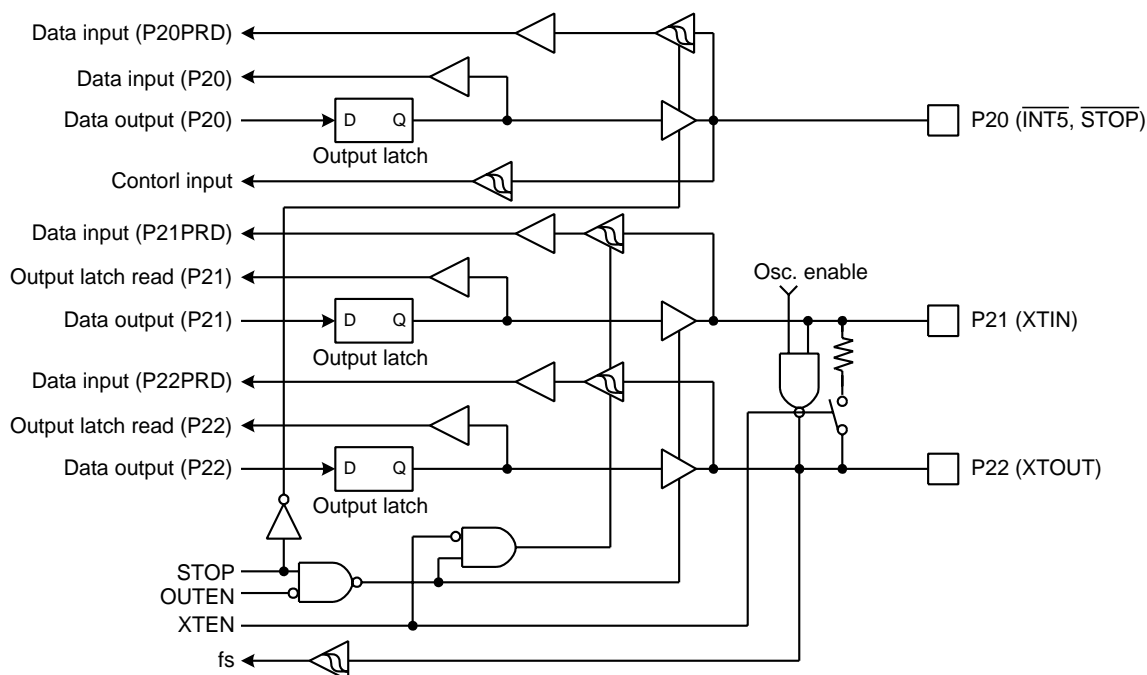 Data input (P20PRD)
Data input (P20)
Data output (P20)
D Q
Output latch
P20 (INT5, STOP)
Contorl input
Data input (P21PRD)
Output latch read (P21)
Osc. enable
Data output (P21)
D Q
Output latch
P21 (XTIN)
Data input (P22PRD)
Output latch read (P22)
Data output (P22)
D Q
Output latch
P22 (XTOUT)
STOP
OUTEN
XTEN
fs